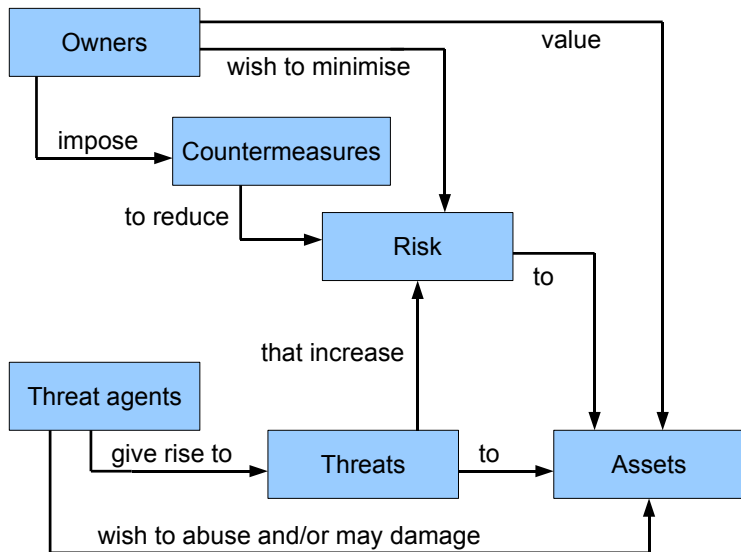 Owners
value
wish to minimise
impose
Countermeasures
to reduce
Risk
to
that increase
Threat agents
give rise to
Threats
to
Assets
wish to abuse and/or may damage